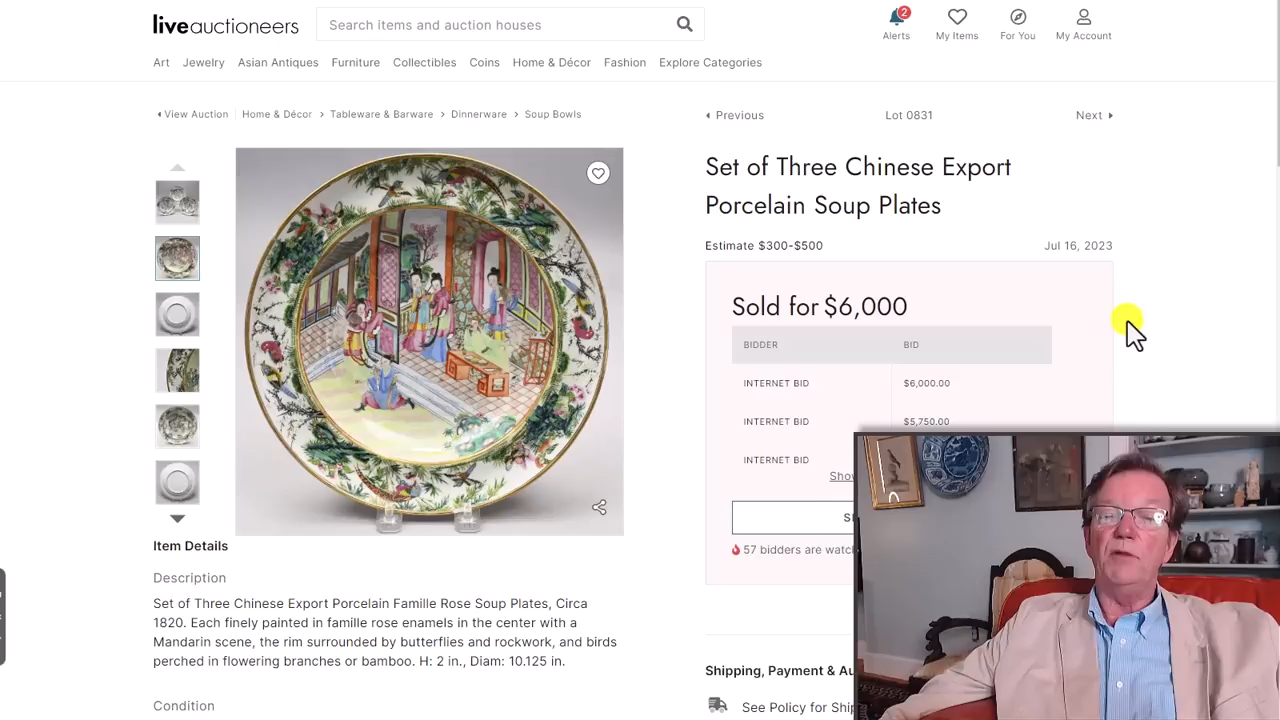 liveauctioneers
Search items and auction houses
2
Alerts
My Items
For You
My Account
Art
Jewelry
Asian Antiques
Furniture
Collectibles
Coins
Home & Décor
Fashion
Explore Categories
View Auction
Home & Décor
Tableware & Barware
Dinnerware
Soup Bowls
Previous
Lot 0831
Next
Set of Three Chinese Export
Porcelain Soup Plates
Estimate $300-$500
Jul 16, 2023
Sold for $6,000
BIDDER
BID
INTERNET BID
$6,000.00
INTERNET BID
$5,750.00
INTERNET BID
57 bidders are
Item Details
Description
Set of Three Chinese Export Porcelain Famille Rose Soup Plates, Circa
1820. Each finely painted in famille rose enamels in the center with a
Mandarin scene, the rim surrounded by butterflies and rockwork, and birds
perched in flowering branches or bamboo. H: 2 in., Diam: 10.125 in.
Condition
Shipping, Payment &
See Policy for